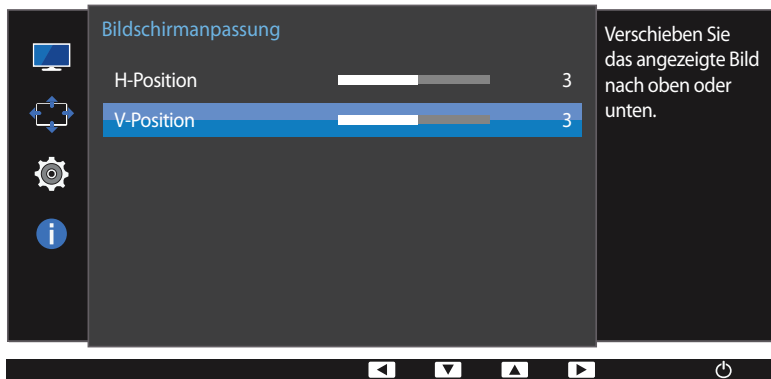 Bildschirmanpassung
H-Position 3
V-Position 3
Verschieben Sie
das angezeigte Bild
nach oben oder
unten.